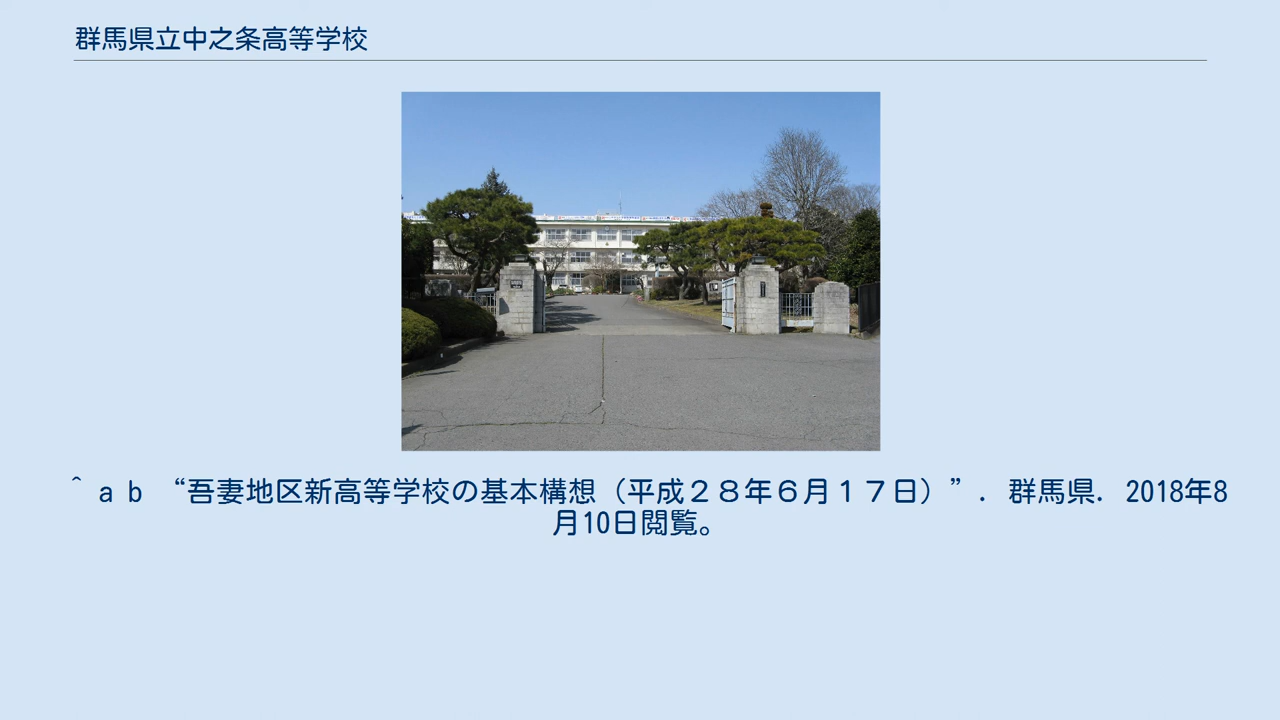 群馬県立中之条高等学校
^ a b “吾妻地区新高等学校の基本構想（平成２８年６月１７日）”. 群馬県. 2018年8
月10日閲覧。